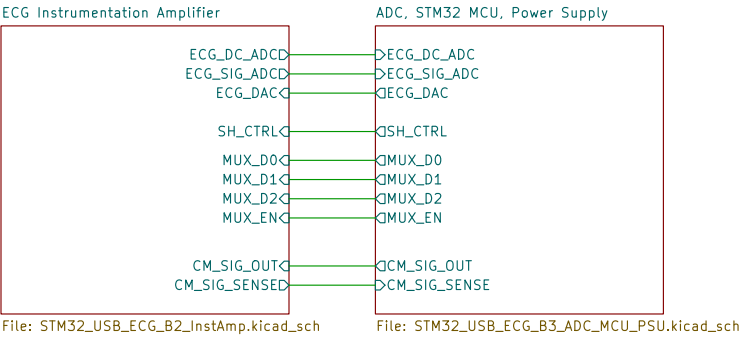 ECG Instrumentation Amplifier
ADC, STM32 MCU, Power Supply
ECG_DC_ADC ECG_DC_ADC
ECG_SIG_ADC ECG_SIG_ADC
ECG_DAC ECG_DAC
SH_CTRL SH_CTRL
MUX_D0 MUX_D0
MUX_D1 MUX_D1
MUX_D2 MUX_D2
MUX_EN MUX_EN
CM_SIG_OUT CM_SIG_OUT
CM_SIG_SENSE CM_SIG_SENSE
File: STM32_USB_ECG_B2_InstAmp.kicad_sch
File: STM32_USB_ECG_B3_ADC_MCU_PSU.kicad_sch